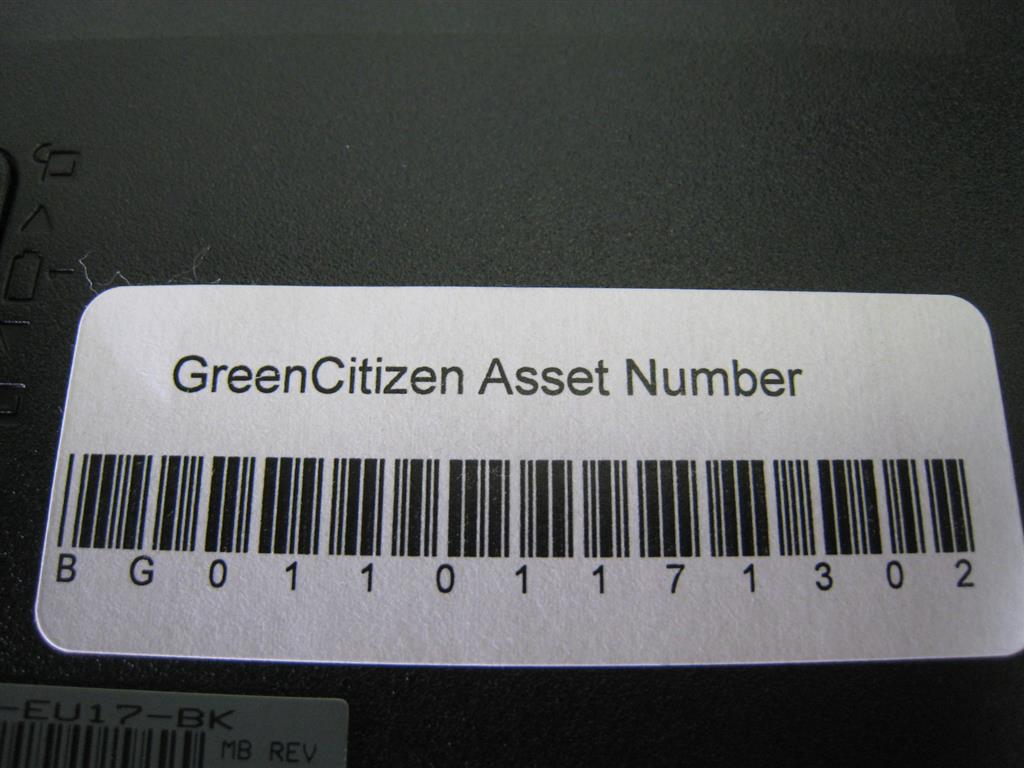 GreenCitizen Asset Number
B G 0 1 1 0 1 1 7 1 3 0 2
-EU17-BK
MB REV